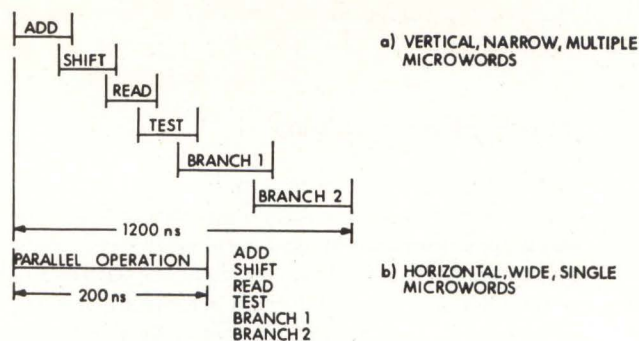 ADD
a) VERTICAL, NARROW, MULTIPLE
MICROWORDS
SHIFT
READ
TEST
BRANCH 1
BRANCH 2
1200 ns
PARALLEL OPERATION
200 ns
ADD
SHIFT
READ
TEST
BRANCH 1
BRANCH 2
b) HORIZONTAL, WIDE, SINGLE
MICROWORDS